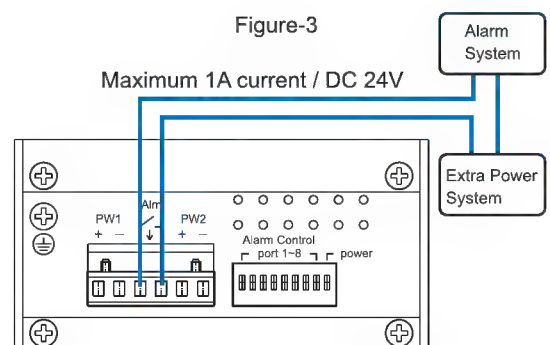 Figure-3
Alarm
System
Maximum 1A current / DC 24V
Extra Power
System
Alm
PW1
PW2
+ − + −
Alarm Control
port 1~8
power